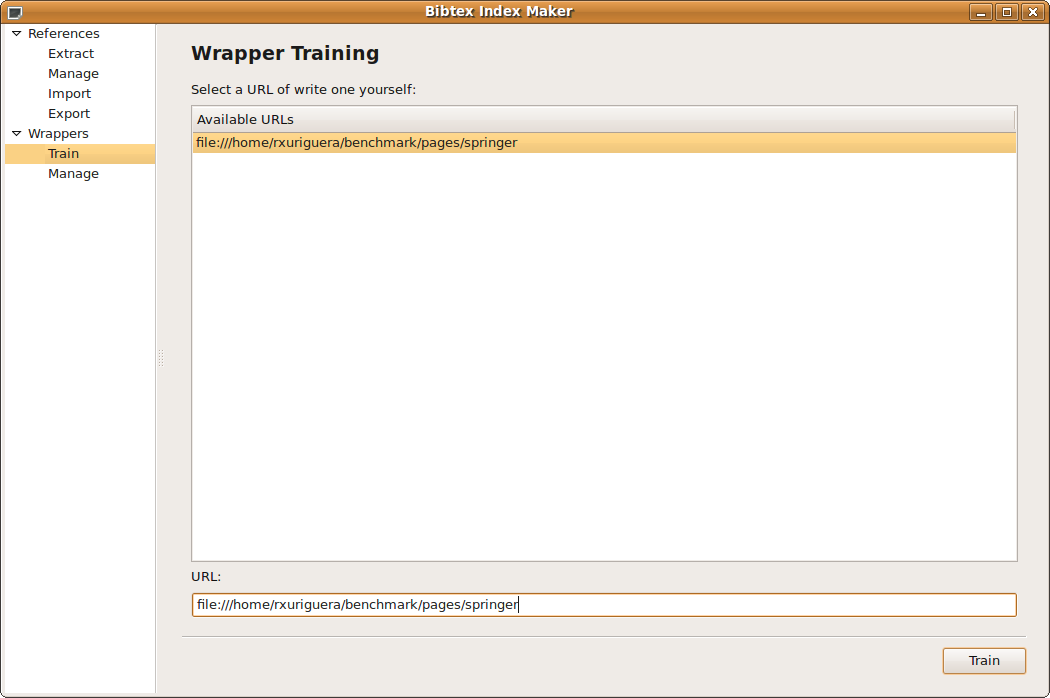 Bibtex Index Maker
References
Extract
Manage
Import
Export
Wrappers
Train
Manage
Wrapper Training
Select a URL of write one yourself:
Available URLs
file:///home/rxuriguera/benchmark/pages/springer
URL:
file:///home/rxuriguera/benchmark/pages/springer
Train